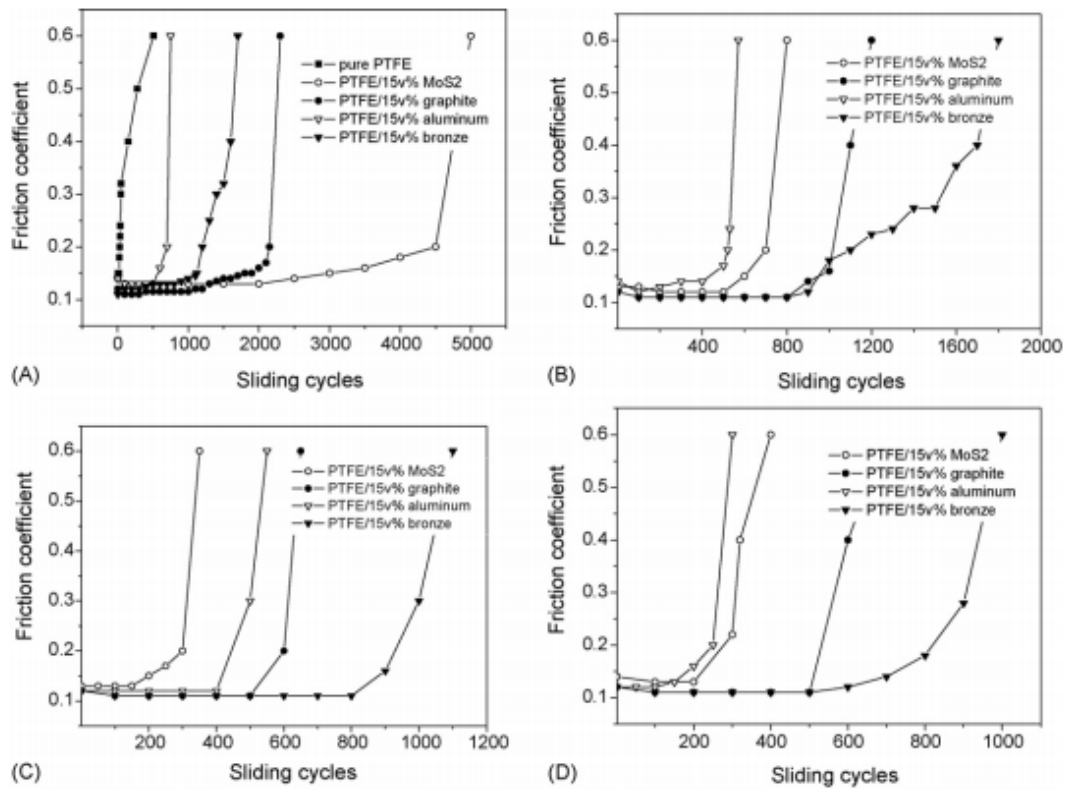 0.6
0.5
0.4
0.3
0.2
0.1
Friction coefficient
pure PTFE
PTFE/15v% MoS2
PTFE/15v% graphite
PTFE/15v% aluminum
PTFE/15v% bronze
0 1000 2000 3000 4000 5000
(A) Sliding cycles
0.6
0.5
0.4
0.3
0.2
0.1
Friction coefficient
PTFE/15v% MoS2
PTFE/15v% graphite
PTFE/15v% aluminum
PTFE/15v% bronze
400 800 1200 1600 2000
(B) Sliding cycles
0.6
0.5
0.4
0.3
0.2
0.1
Friction coefficient
PTFE/15v% MoS2
PTFE/15v% graphite
PTFE/15v% aluminum
PTFE/15v% bronze
200 400 600 800 1000 1200
(C) Sliding cycles
0.6
0.5
0.4
0.3
0.2
0.1
Friction coefficient
PTFE/15v% MoS2
PTFE/15v% graphite
PTFE/15v% aluminum
PTFE/15v% bronze
200 400 600 800 1000
(D) Sliding cycles